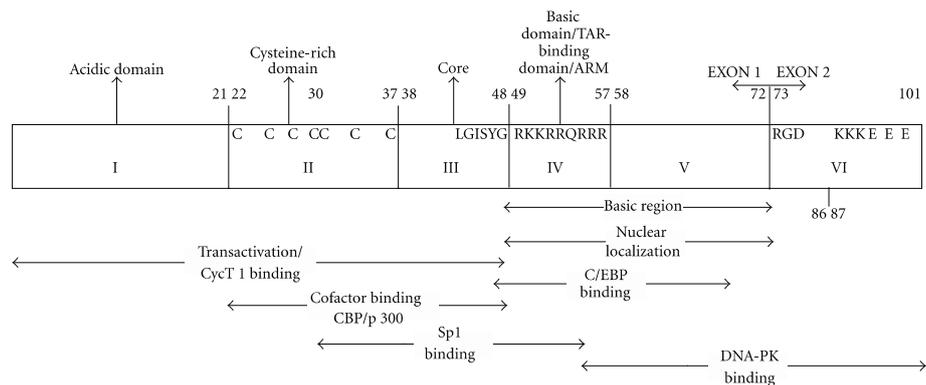 Basic
domain/TAR-
binding
domain/ARM
Cysteine-rich
domain
Acidic domain
Core
EXON 1 EXON 2
21 22 30 37 38 48 49 57 58 72 73 101
C C C CC C C LGISYG RKKRRQRRR RGD KKK E E E
I II III IV V VI
86 87
Basic region
Nuclear
localization
Transactivation/
CycT 1 binding
C/EBP
binding
Cofactor binding
CBP/p 300
Sp1
binding
DNA-PK
binding